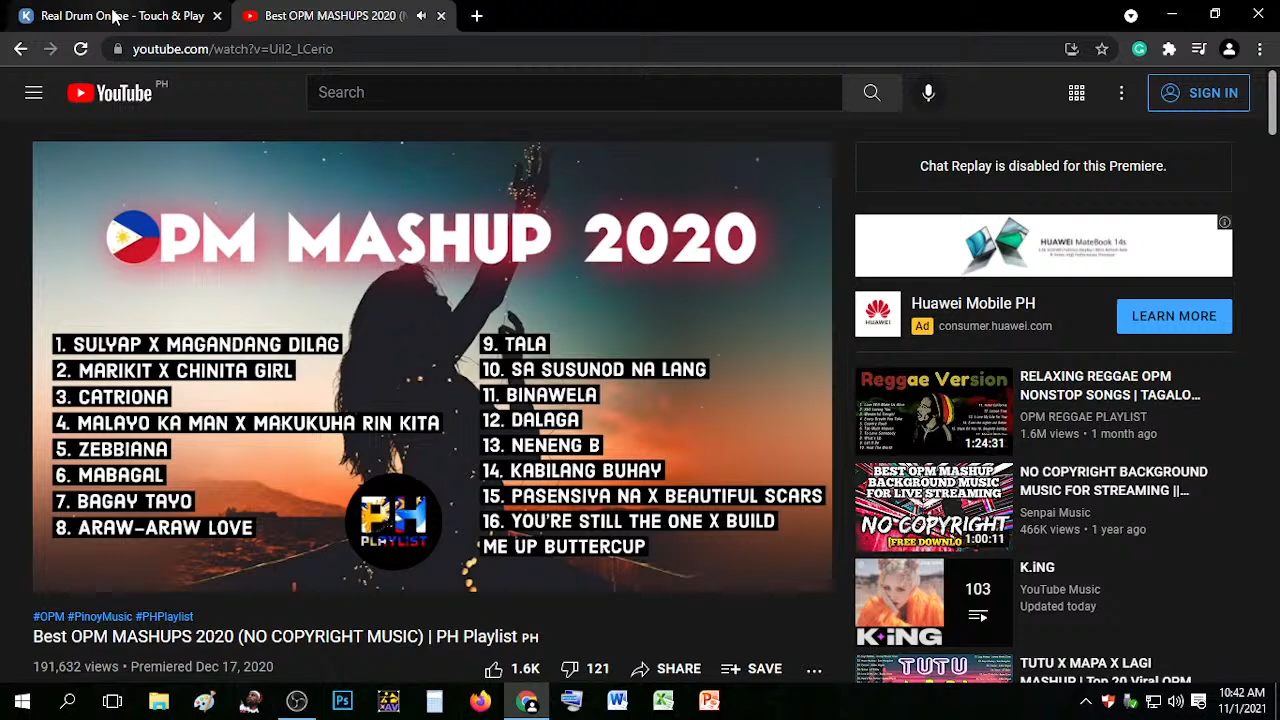 Real Drum Online - Touch & Play
Best OPM MASHUPS 2020 (
youtube.com/watch?v=Uil2_LCerio
YouTube PH
Search
SIGN IN
OPM MASHUP 2020
1. SULYAP X MAGANDANG DILAG
2. MARIKIT X CHINITA GIRL
3. CATRIONA
4. MALAYO KA MAN X MAKUKUHA RIN KITA
5. ZEBBIANA
6. MABAGAL
7. BAGAY TAYO
8. ARAW-ARAW LOVE
9. TALA
10. SA SUSUNOD NA LANG
11. BINAWELA
12. DALAGA
13. NENENG B
14. KABILANG BUHAY
15. PASENSIYA NA X BEAUTIFUL SCARS
16. YOU'RE STILL THE ONE X BUILD
ME UP BUTTERCUP
PH
PLAYLIST
#OPM #PinoyMusic #PHPlaylist
Best OPM MASHUPS 2020 (NO COPYRIGHT MUSIC) | PH Playlist PH
191,632 views • Premiered Dec 17, 2020
1.6K
121
SHARE
SAVE
Chat Replay is disabled for this Premiere.
HUAWEI MateBook 14s
Huawei Mobile PH
Ad consumer.huawei.com
LEARN MORE
Reggae Version
1:24:31
RELAXING REGGAE OPM
NONSTOP SONGS | TAGALO...
OPM REGGAE PLAYLIST
1.6M views • 1 month ago
BEST OPM MASHUP
BACKGROUND MUSIC
FOR LIVE STREAMING
NO COPYRIGHT
[FREE DOWNLO
1:00:11
NO COPYRIGHT BACKGROUND
MUSIC FOR STREAMING ||...
Senpai Music
466K views • 1 year ago
KiNG
103
K.iNG
YouTube Music
Updated today
TUTU
TUTU X MAPA X LAGI
MASHUP | Top 20 Viral OPM
10:42 AM
11/1/2021